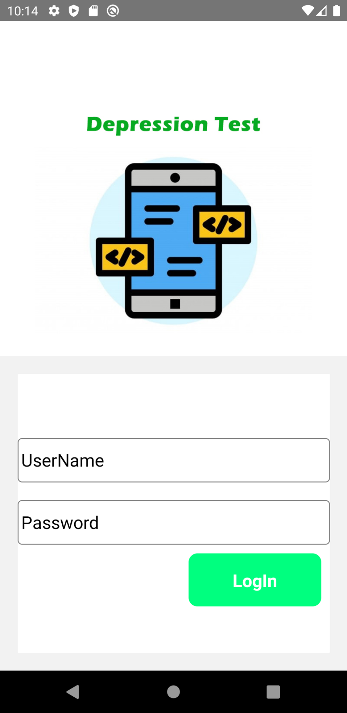 10:14
Depression Test
</>
</>
UserName
Password
LogIn